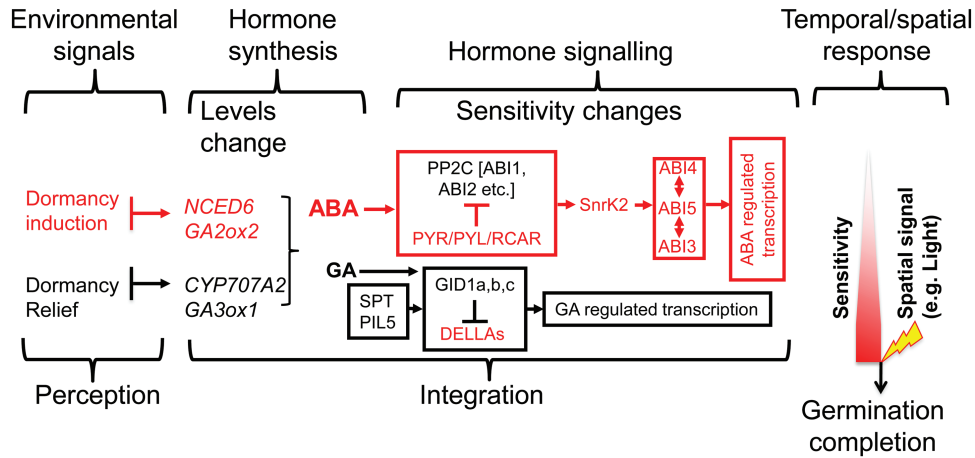 Environmental
signals
Hormone
synthesis
Hormone signalling
Temporal/spatial
response
Levels
change
Sensitivity changes
Dormancy
induction
NCED6
GA2ox2
ABA
PP2C [ABI1,
ABI2 etc.]
PYR/PYL/RCAR
SnrK2
ABI4
ABI5
ABI3
ABA regulated
transcription
Dormancy
Relief
CYP707A2
GA3ox1
GA
SPT
PIL5
GID1a,b,c
DELLAs
GA regulated transcription
Sensitivity
Spatial signal
(e.g. Light)
Perception
Integration
Germination
completion